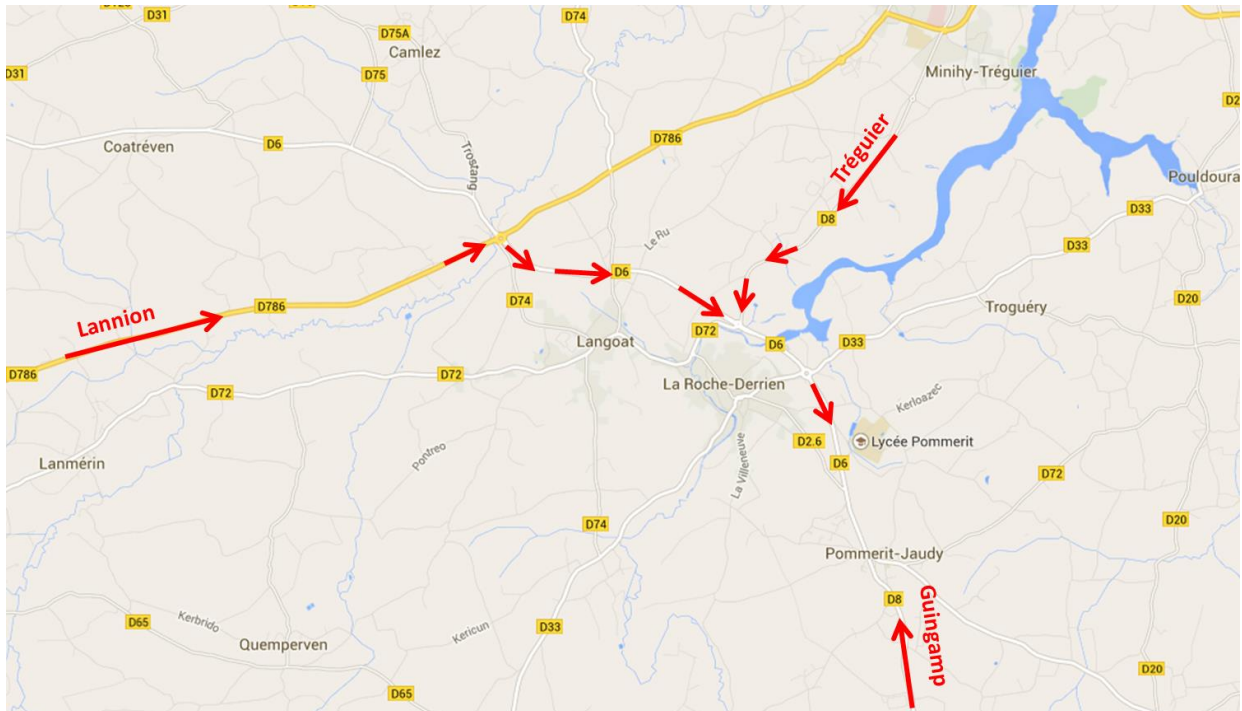 D31
D74
D75A
Camlez
D31
D75
Minihy-Tréguier
D6
Coatréven
D786
Trostang
Tréguier
Pouldoura
D33
D8
Le Ru
D33
D6
D786
D74
D20
Lannion
Troguéry
D72
D6
D33
Langoat
D786
D72
D72
La Roche-Derrien
Kerloazec
D2.6
Lycée Pommerit
Lanmérin
Pontreo
La Villeneuve
D6
D72
D74
D20
Pommerit-Jaudy
D8
Guingamp
Kerbrido
D65
Kericun
D33
Quemperven
D20
D65